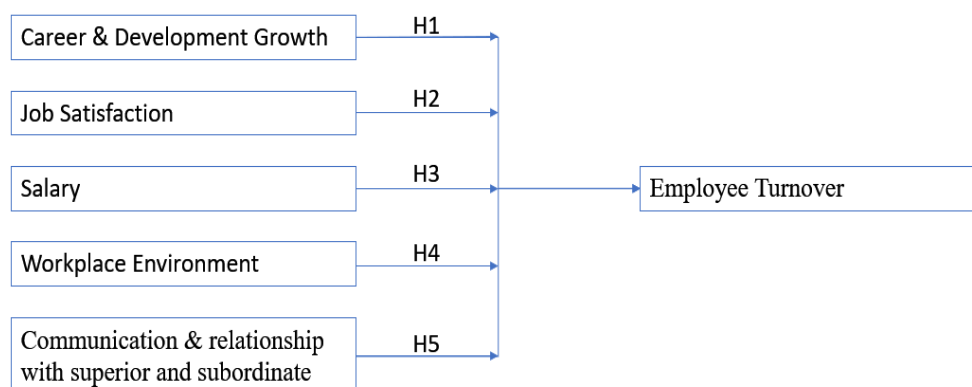 Career & Development Growth
H1
Job Satisfaction
H2
Salary
H3
Employee Turnover
Workplace Environment
H4
Communication & relationship
with superior and subordinate
H5